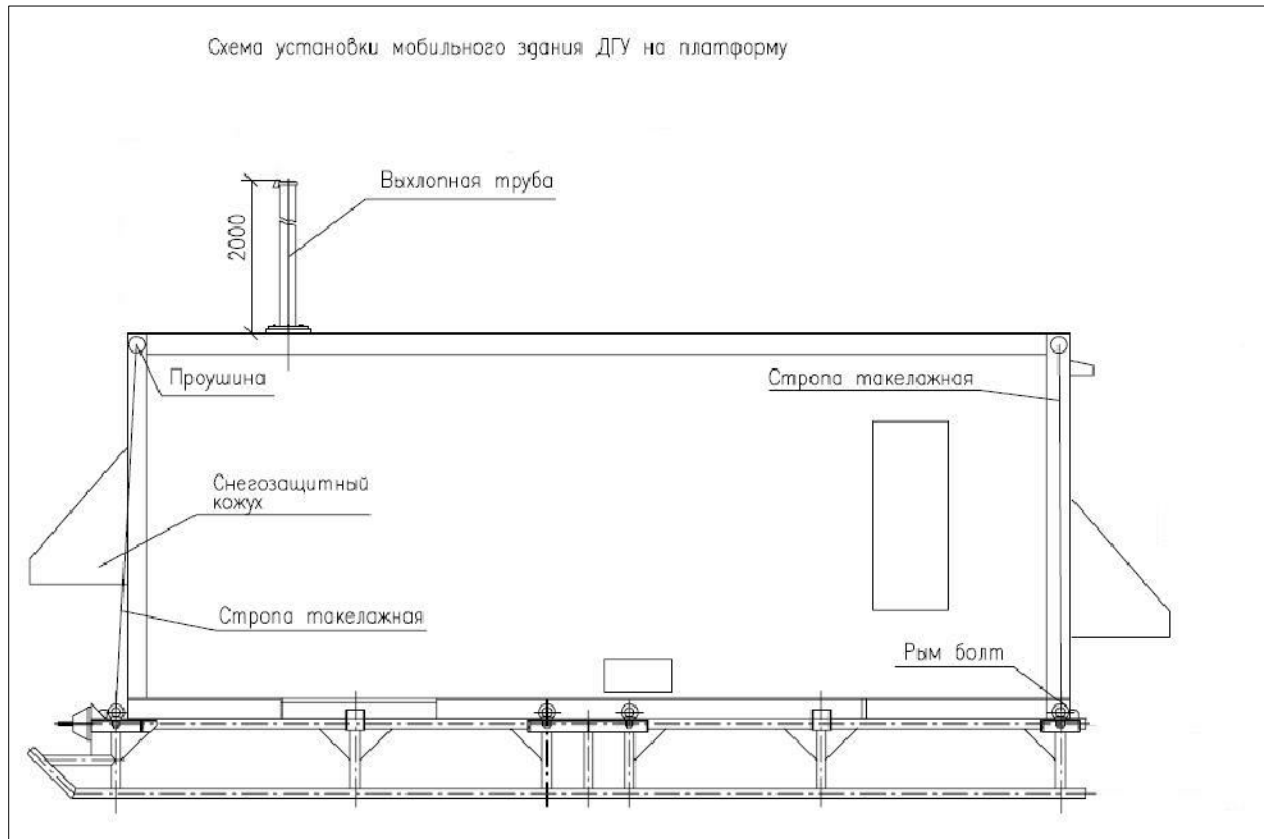 Схема установки мобильного здания ДГУ на платформу
Выхлопная труба
2000
Проушина
Стропа такелажная
Снегозащитный
кожух
Стропа такелажная
Рым болт